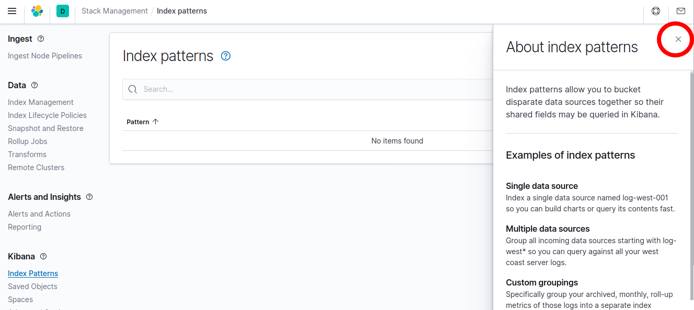 D
Stack Management / Index patterns
Ingest
Ingest Node Pipelines
Data
Index Management
Index Lifecycle Policies
Snapshot and Restore
Rollup Jobs
Transforms
Remote Clusters
Alerts and Insights
Alerts and Actions
Reporting
Kibana
Index Patterns
Saved Objects
Spaces
Index patterns
Search...
Pattern
No items found
About index patterns
Index patterns allow you to bucket
disparate data sources together so their
shared fields may be queried in Kibana.
Examples of index patterns
Single data source
Index a single data source named log-west-001
so you can build charts or query its contents fast.
Multiple data sources
Group all incoming data sources starting with log-
west* so you can query against all your west
coast server logs.
Custom groupings
Specifically group your archived, monthly, roll-up
metrics of those logs into a separate index